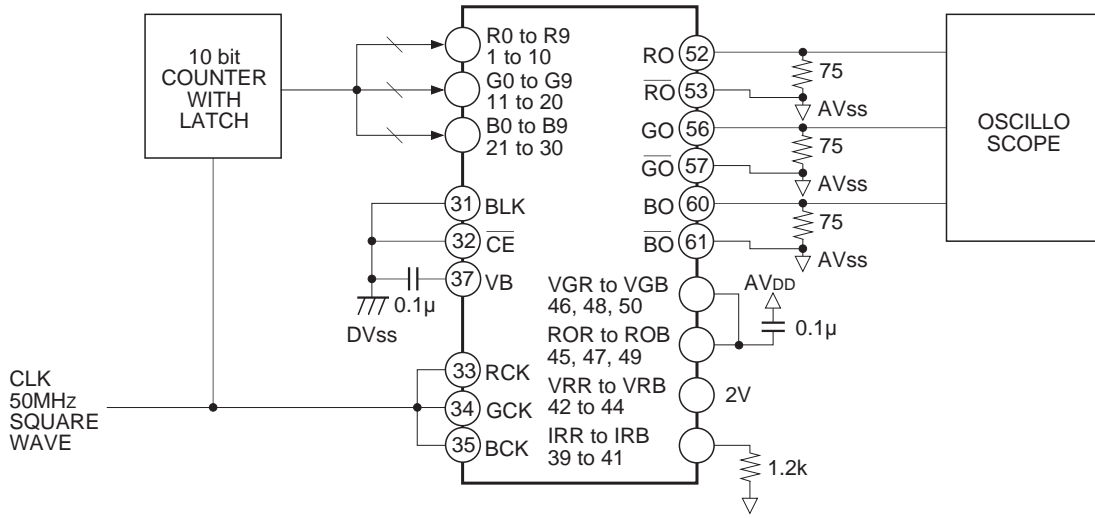 10 bit
COUNTER
WITH
LATCH
R0 to R9
1 to 10
G0 to G9
11 to 20
B0 to B9
21 to 30
31 BLK
32 CE
37 VB
0.1µ
DVss
33 RCK
34 GCK
35 BCK
CLK
50MHz
SQUARE
WAVE
RO 52
RO 53
GO 56
GO 57
BO 60
BO 61
75
AVss
75
AVss
75
AVss
VGR to VGB
46, 48, 50
ROR to ROB
45, 47, 49
VRR to VRB
42 to 44
IRR to IRB
39 to 41
AVDD
0.1µ
2V
1.2k
OSCILLO
SCOPE